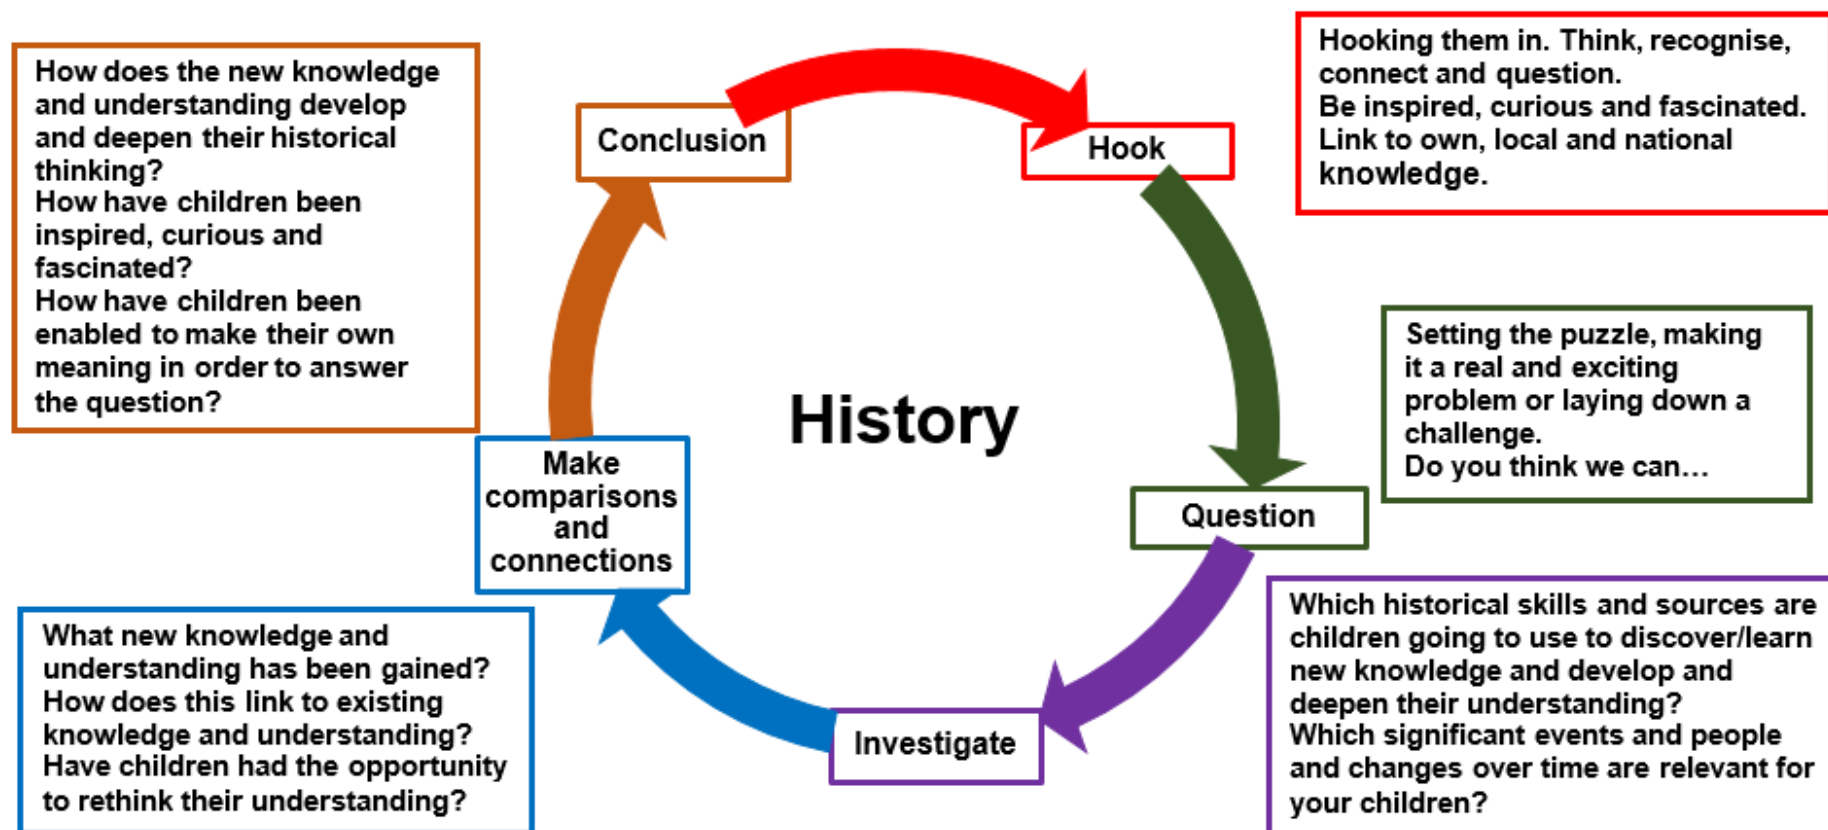 How does the new knowledge
and understanding develop
and deepen their historical
thinking?
How have children been
inspired, curious and
fascinated?
How have children been
enabled to make their own
meaning in order to answer
the question?
Conclusion
Hook
Hooking them in. Think, recognise,
connect and question.
Be inspired, curious and fascinated.
Link to own, local and national
knowledge.
History
Setting the puzzle, making
it a real and exciting
problem or laying down a
challenge.
Do you think we can…
Make
comparisons
and
connections
Question
What new knowledge and
understanding has been gained?
How does this link to existing
knowledge and understanding?
Have children had the opportunity
to rethink their understanding?
Investigate
Which historical skills and sources are
children going to use to discover/learn
new knowledge and develop and
deepen their understanding?
Which significant events and people
and changes over time are relevant for
your children?